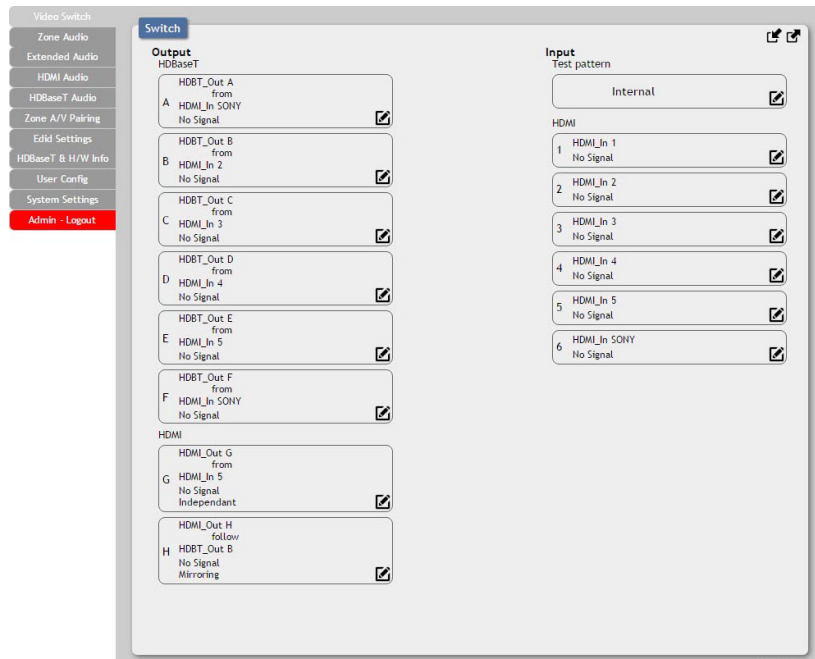 Video Switch
Zone Audio
Extended Audio
HDMI Audio
HDBaseT Audio
Zone A/V Pairing
Edid Settings
HDBaseT & H/W Info
User Config
System Settings
Admin - Logout
Switch
Output
HDBaseT
A
HDBT_Out A
from
HDMI_In SONY
No Signal
B
HDBT_Out B
from
HDMI_In 2
No Signal
C
HDBT_Out C
from
HDMI_In 3
No Signal
D
HDBT_Out D
from
HDMI_In 4
No Signal
E
HDBT_Out E
from
HDMI_In 5
No Signal
F
HDBT_Out F
from
HDMI_In SONY
No Signal
HDMI
G
HDMI_Out G
from
HDMI_In 5
No Signal
Independant
H
HDMI_Out H
follow
HDBT_Out B
No Signal
Mirroring
Input
Test pattern
Internal
HDMI
1
HDMI_In 1
No Signal
2
HDMI_In 2
No Signal
3
HDMI_In 3
No Signal
4
HDMI_In 4
No Signal
5
HDMI_In 5
No Signal
6
HDMI_In SONY
No Signal